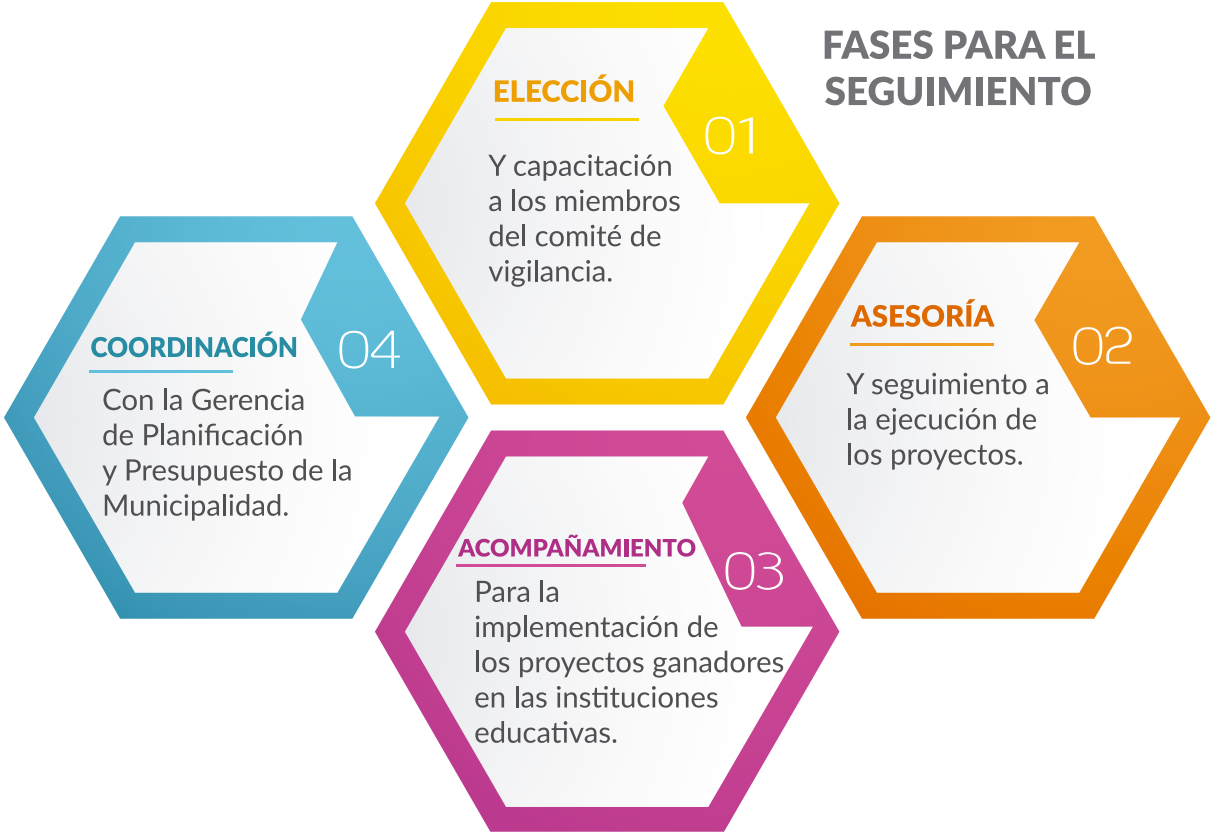 FASES PARA EL
SEGUIMIENTO
ELECCIÓN
01
Y capacitación
a los miembros
del comité de
vigilancia.
ASESORÍA
02
Y seguimiento a
la ejecución de
los proyectos.
ACOMPAÑAMIENTO
03
Para la
implementación de
los proyectos ganadores
en las instituciones
educativas.
COORDINACIÓN
04
Con la Gerencia
de Planificación
y Presupuesto de la
Municipalidad.